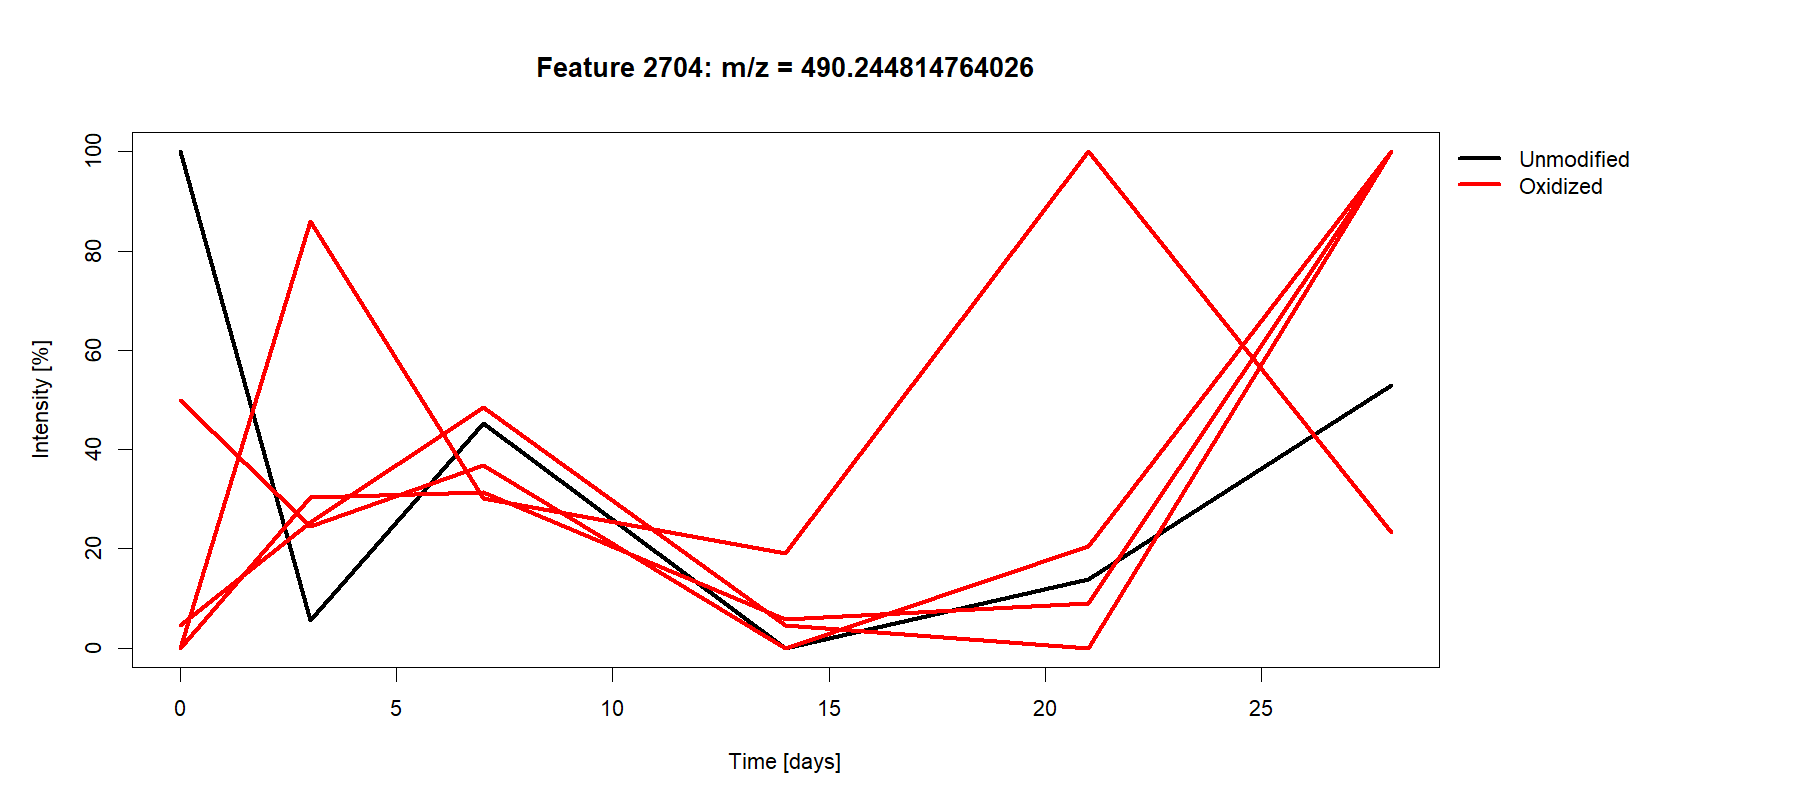 Feature 2704: m/z = 490.244814764026
Unmodified
Oxidized
100
80
60
40
20
0
Intensity [%]
0 5 10 15 20 25
Time [days]